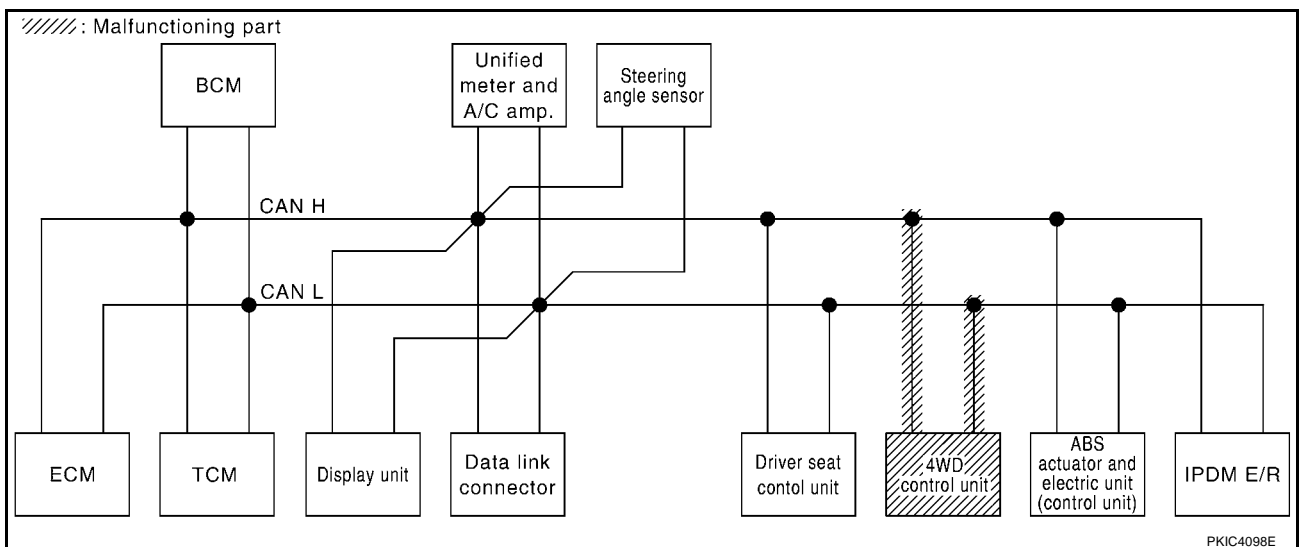 : Malfunctioning part
BCM
Unified
meter and
A/C amp.
Steering
angle sensor
CAN H
CAN L
ECM
TCM
Display unit
Data link
connector
Driver seat
contol unit
4WD
control unit
ABS
actuator and
electric unit
(control unit)
IPDM E/R
PKIC4098E